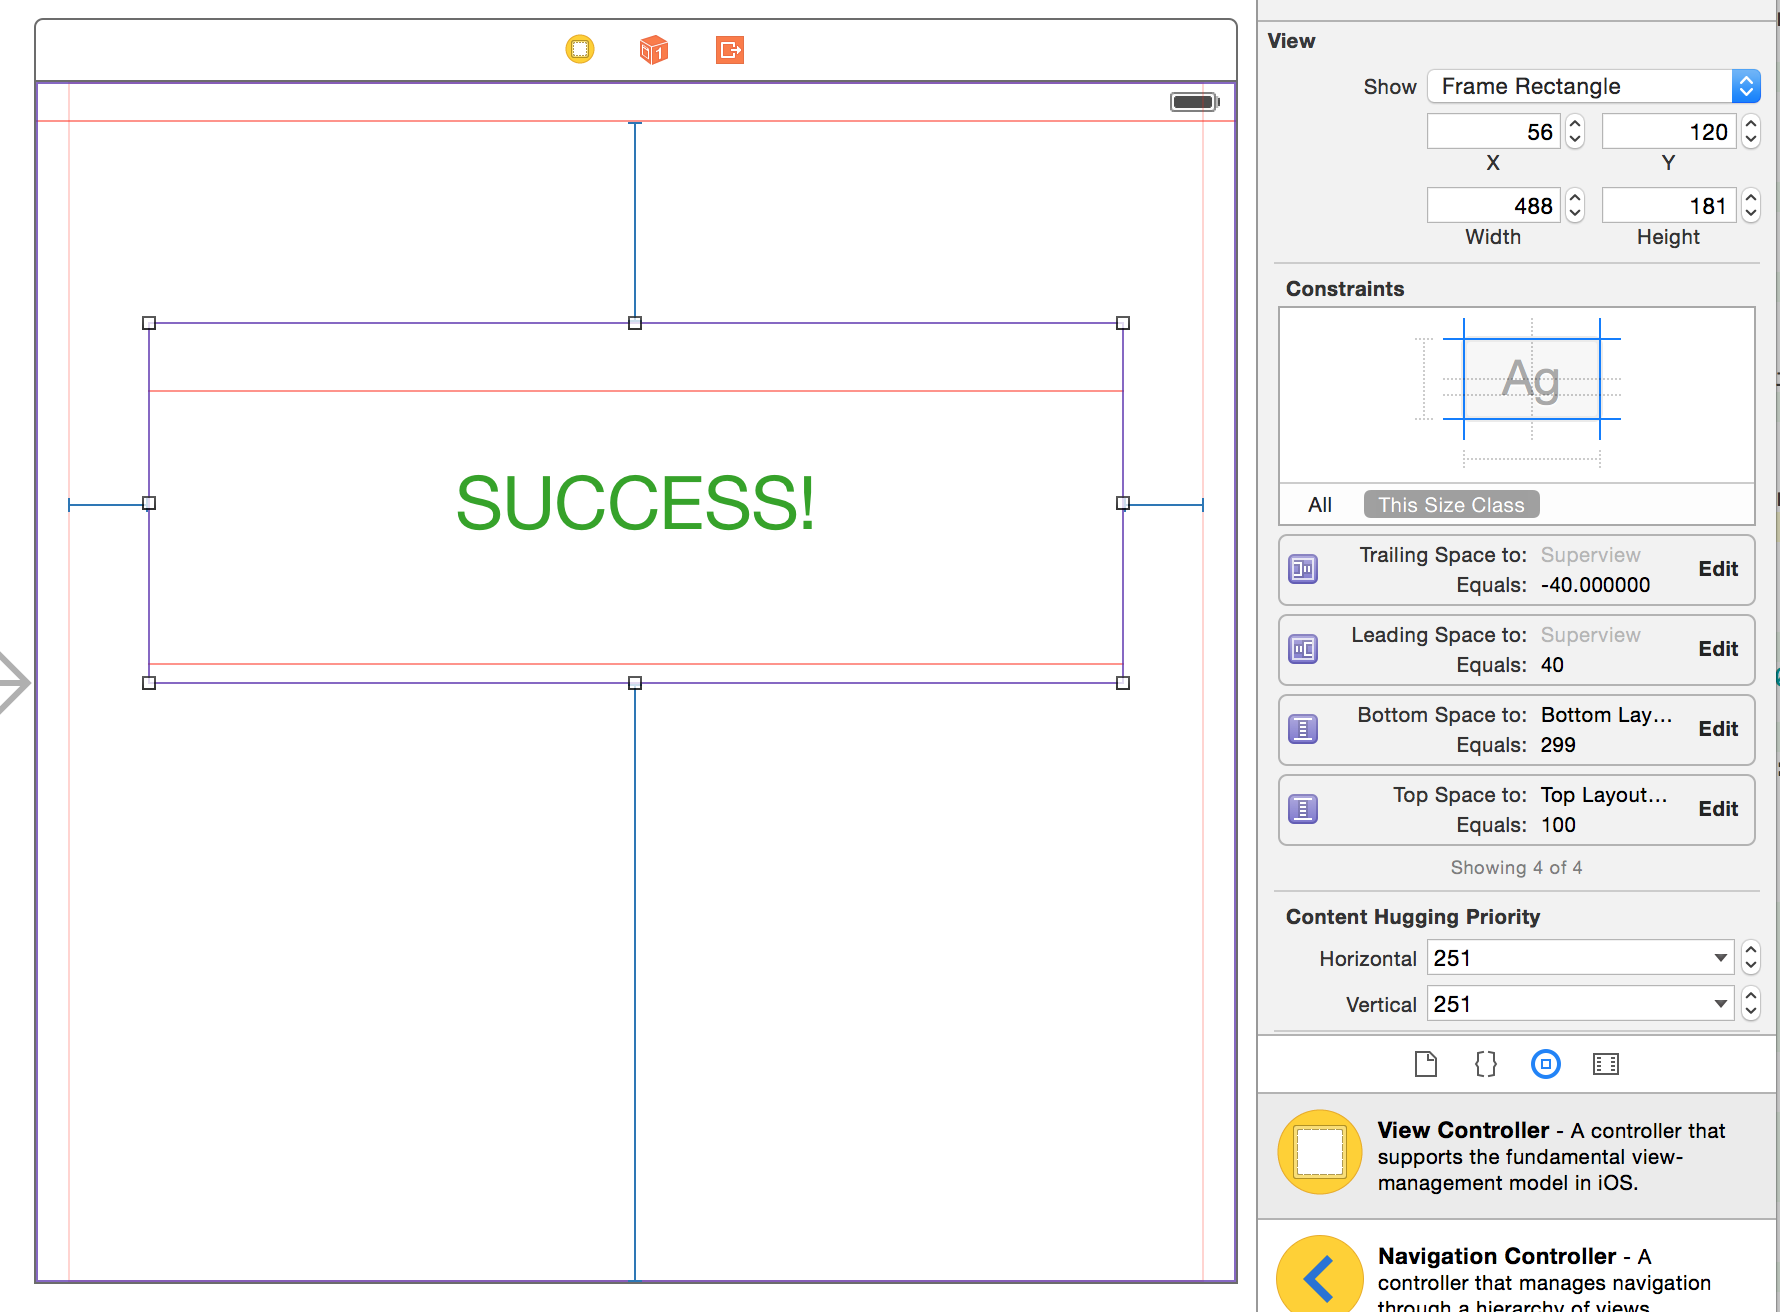 SUCCESS!
View
Show Frame Rectangle
56 120
X Y
488 181
Width Height
Constraints
Ag
All This Size Class
Trailing Space to: Superview
Equals: -40.000000
Edit
Leading Space to: Superview
Equals: 40
Edit
Bottom Space to: Bottom Lay...
Equals: 299
Edit
Top Space to: Top Layout...
Equals: 100
Edit
Showing 4 of 4
Content Hugging Priority
Horizontal 251
Vertical 251
View Controller - A controller that
supports the fundamental view-
management model in iOS.
Navigation Controller - A
controller that manages navigation
through a hierarchy of views.